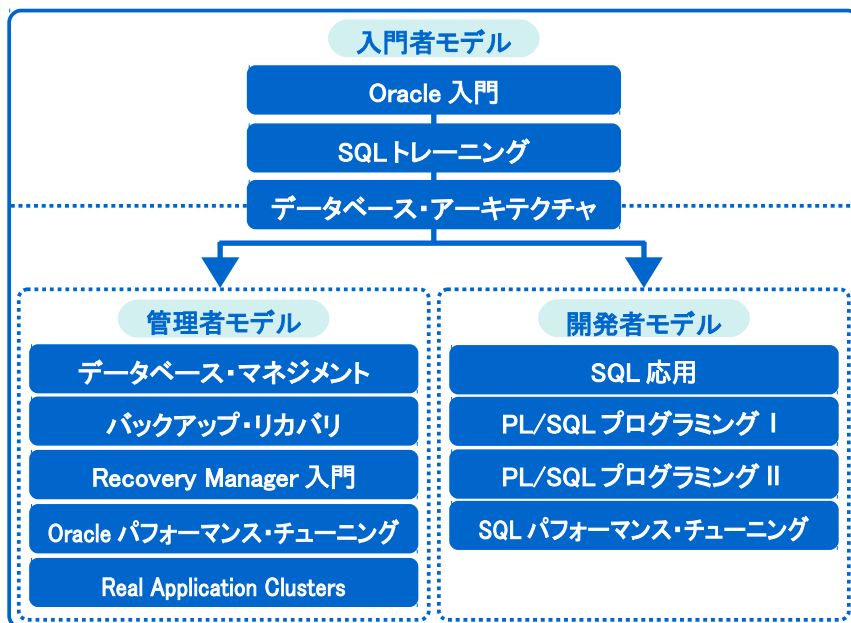 入門者モデル
Oracle 入門
SQLトレーニング
データベース・アーキテクチャ
管理者モデル
データベース・マネジメント
バックアップ・リカバリ
Recovery Manager 入門
Oracle パフォーマンス・チューニング
Real Application Clusters
開発者モデル
SQL 応用
PL/SQL プログラミング Ⅰ
PL/SQL プログラミング Ⅱ
SQL パフォーマンス・チューニング